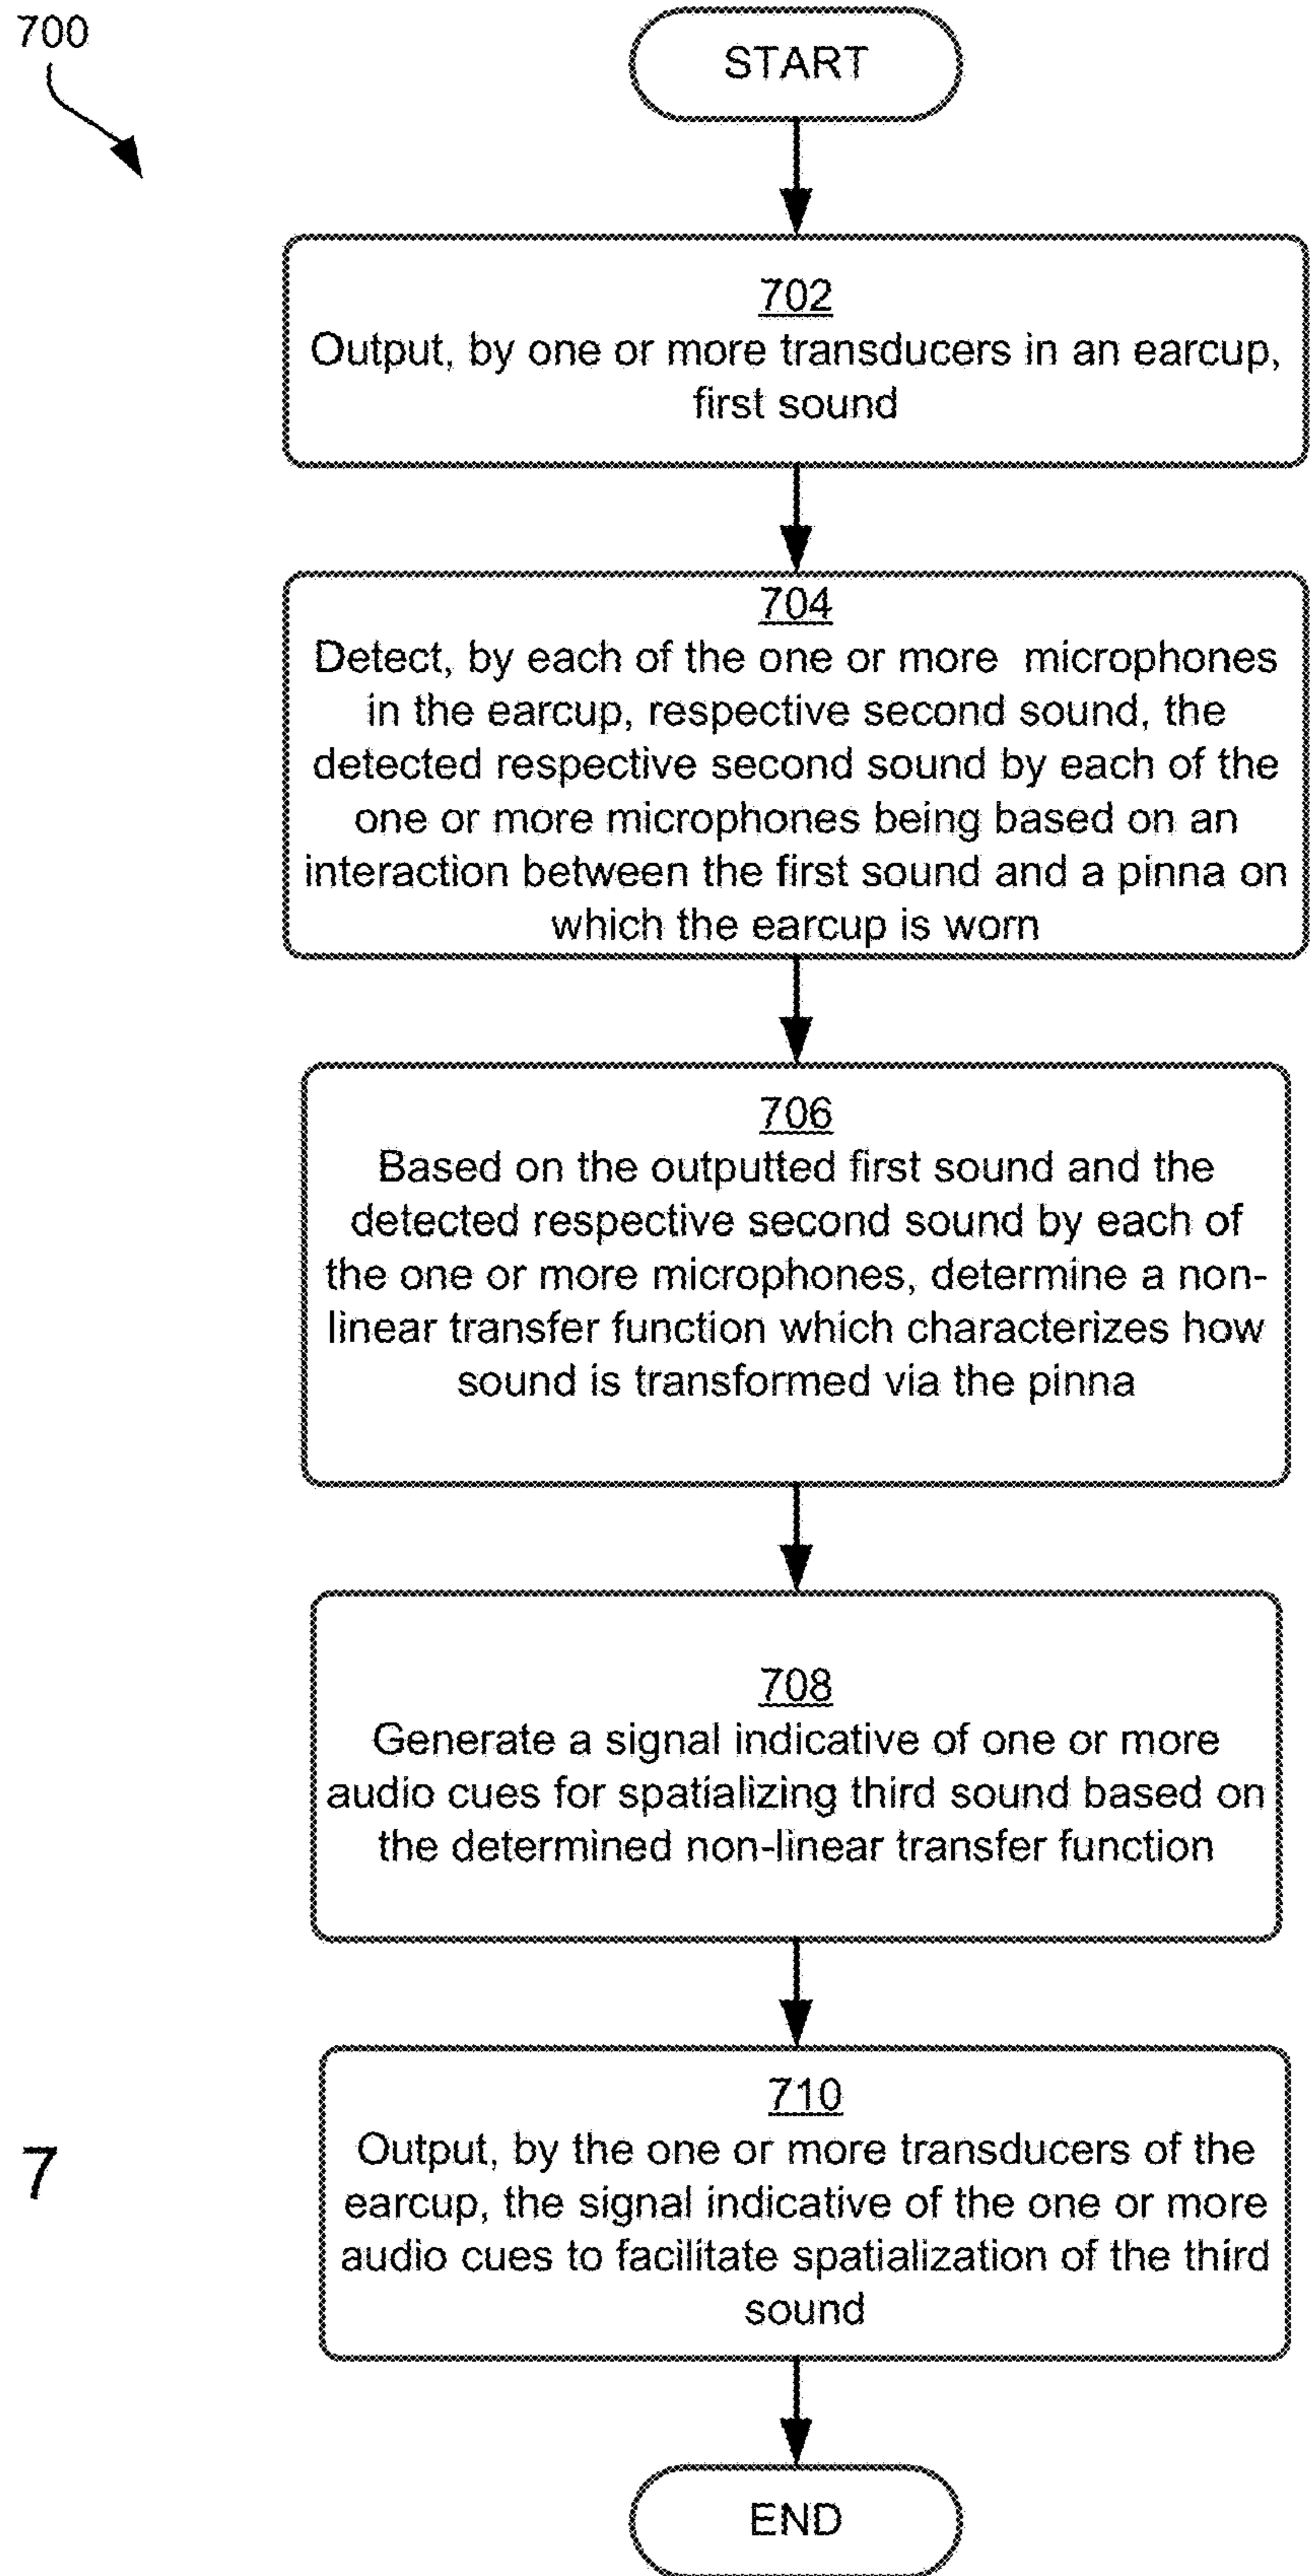 700
START
702
Output, by one or more transducers in an earcup,
first sound
704
Detect, by each of the one or more microphones
in the earcup, respective second sound, the
detected respective second sound by each of the
one or more microphones being based on an
interaction between the first sound and a pinna on
which the earcup is worn
706
Based on the outputted first sound and the
detected respective second sound by each of
the one or more microphones, determine a non-
linear transfer function which characterizes how
sound is transformed via the pinna
708
Generate a signal indicative of one or more
audio cues for spatializing third sound based on
the determined non-linear transfer function
710
Output, by the one or more transducers of the
earcup, the signal indicative of the one or more
audio cues to facilitate spatialization of the third
sound
7
END